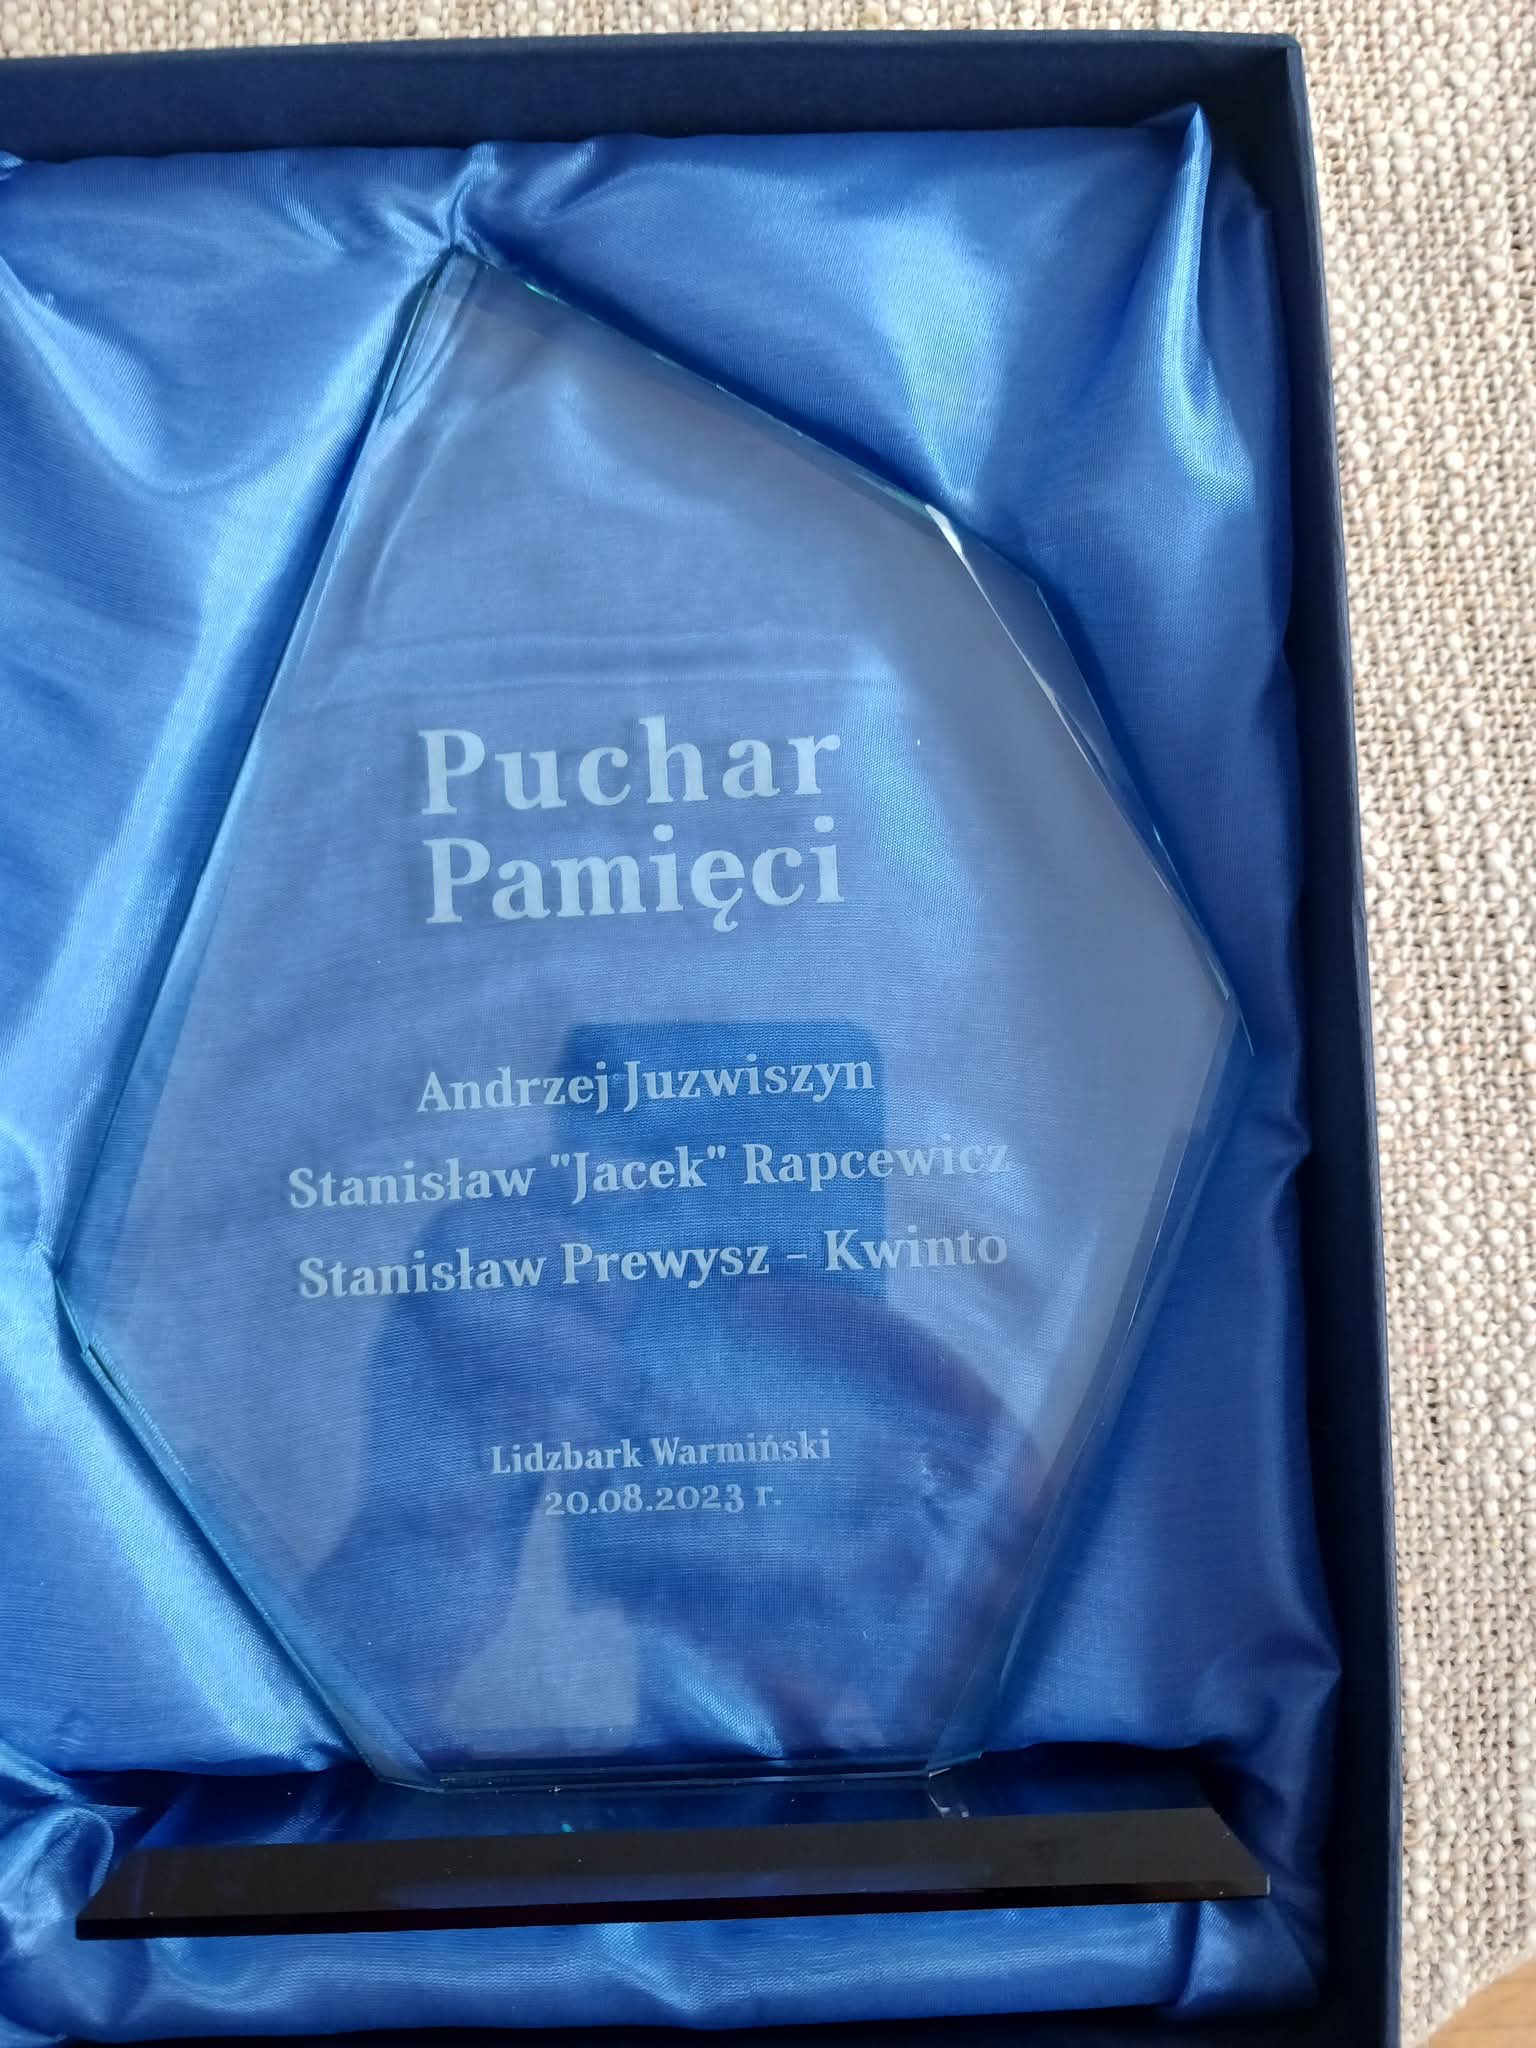 Puchar
Pamięci
Andrzej Juzwiszyn
Stanisław "Jacek" Rapcewicz
Stanisław Prewysz - Kwinto
Lidzbark Warmiński
20.08.2023 r.